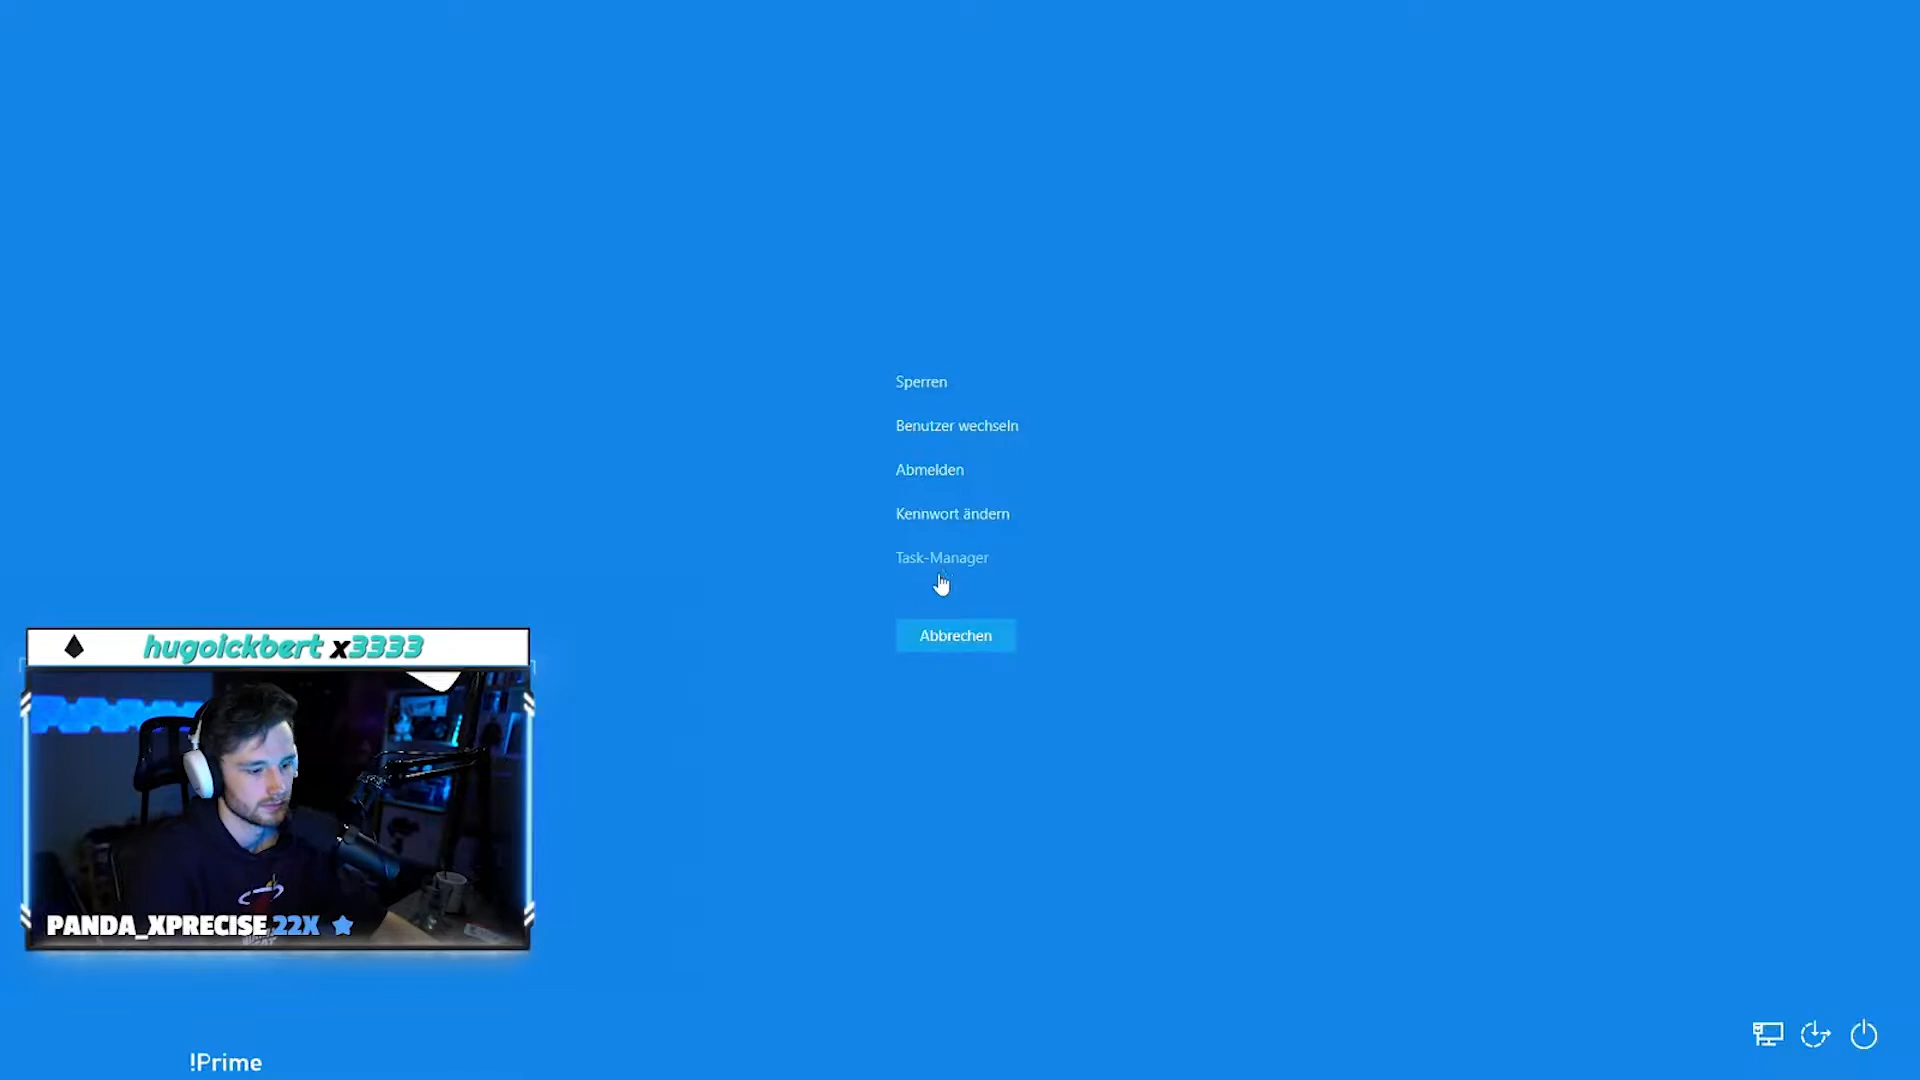 Sperren
Benutzer wechseln
Abmelden
Kennwort ändern
Task-Manager
Abbrechen
hugoickbert x3333
PANDA_XPRECISE 22X
!Prime